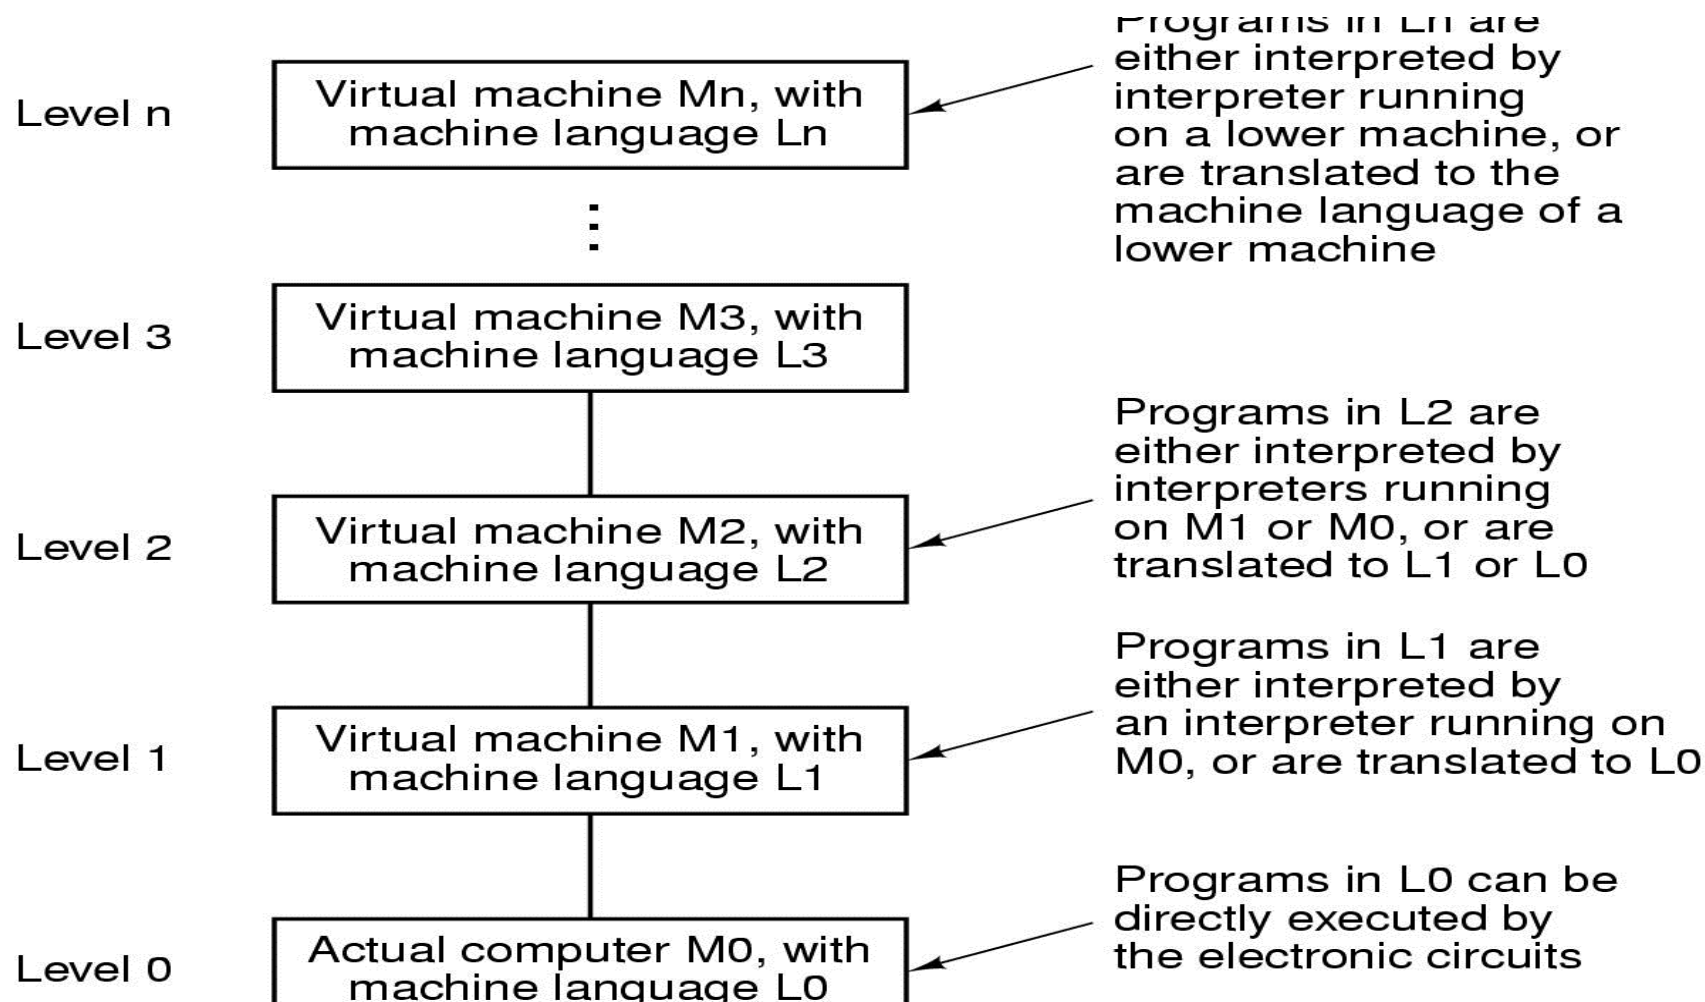 Programs in Ln are
either interpreted by
interpreter running
on a lower machine, or
are translated to the
machine language of a
lower machine
Level n
Virtual machine Mn, with
machine language Ln
Level 3
Virtual machine M3, with
machine language L3
Programs in L2 are
either interpreted by
interpreters running
on M1 or M0, or are
translated to L1 or L0
Level 2
Virtual machine M2, with
machine language L2
Programs in L1 are
either interpreted by
an interpreter running on
M0, or are translated to L0
Level 1
Virtual machine M1, with
machine language L1
Programs in L0 can be
directly executed by
the electronic circuits
Level 0
Actual computer M0, with
machine language L0